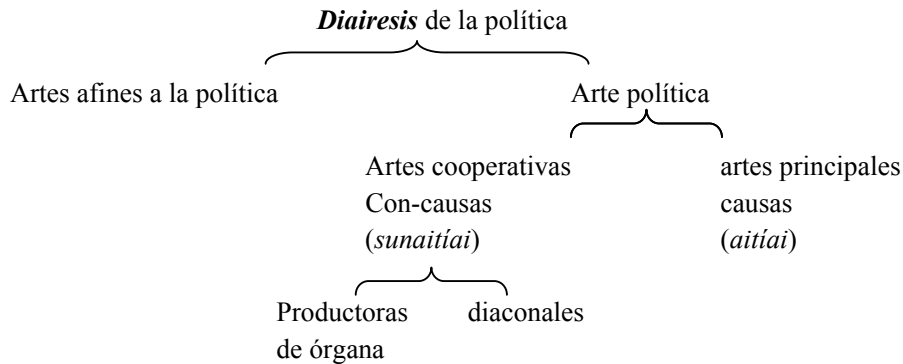 Diairesis de la política
Artes afines a la política Arte política
Artes cooperativas artes principales
Con-causas causas
(sunaitíai) (aitíai)
Productoras diaconales
de órgana